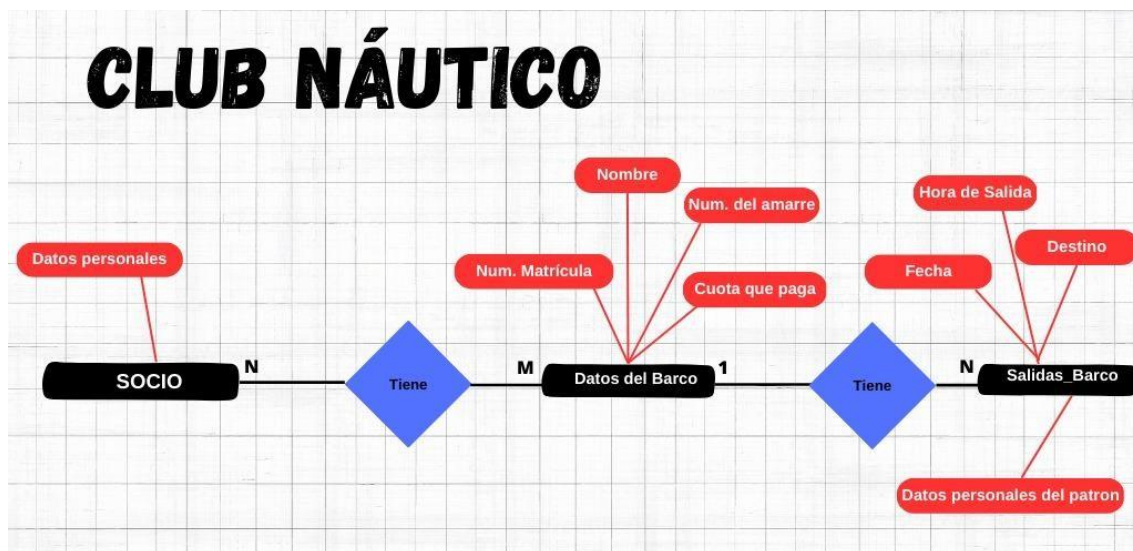 CLUB NÁUTICO
Nombre
Hora de Salida
Num. del amarre
Destino
Datos personales
Num. Matrícula
Fecha
Cuota que paga
SOCIO
N
Tiene
M
Datos del Barco
1
Tiene
N
Salidas_Barco
Datos personales del patron